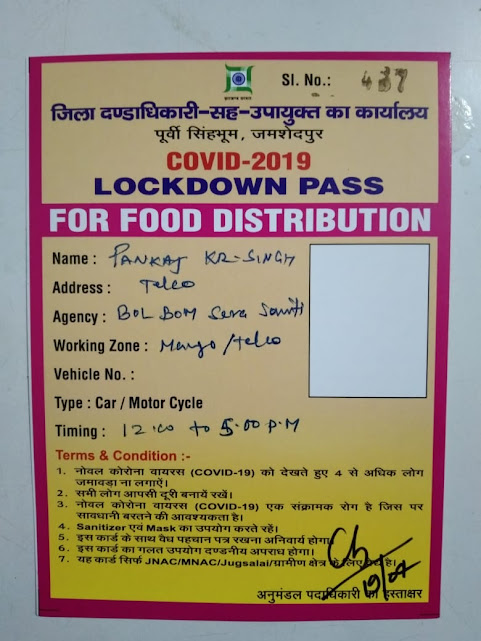 Sl. No.: 437
जिला दण्डाधिकारी-सह-उपायुक्त का कार्यालय
पूर्वी सिंहभूम, जमशेदपुर
COVID-2019
LOCKDOWN PASS
FOR FOOD DISTRIBUTION
Name : PANKAJ KR-SINGH
Address : Telco
Agency : BOL BOM Seva Samiti
Working Zone : Mango/Telco
Vehicle No. :
Type : Car / Motor Cycle
Timing : 12.00 to 5.00 P.M
Terms & Condition :-
1. नोवल कोरोना वायरस (COVID-19) को देखते हुए 4 से अधिक लोग
जमावड़ा ना लगाऐं।
2. सभी लोग आपसी दूरी बनायें रखें।
3. नोवल कोरोना वायरस (COVID-19) एक संक्रामक रोग है जिस पर
सावधानी बरतने की आवश्यकता है।
4. Sanitizer एवं Mask का उपयोग करते रहें।
5. इस कार्ड के साथ वैध पहचान पत्र रखना अनिवार्य होगा।
6. इस कार्ड का गलत उपयोग दण्डनीय अपराध होगा।
7. यह कार्ड सिर्फ JNAC/MNAC/Jugsalai/ग्रामीण क्षेत्र के लिए वैध है।
19/04
अनुमंडल पदाधिकारी का हस्ताक्षर